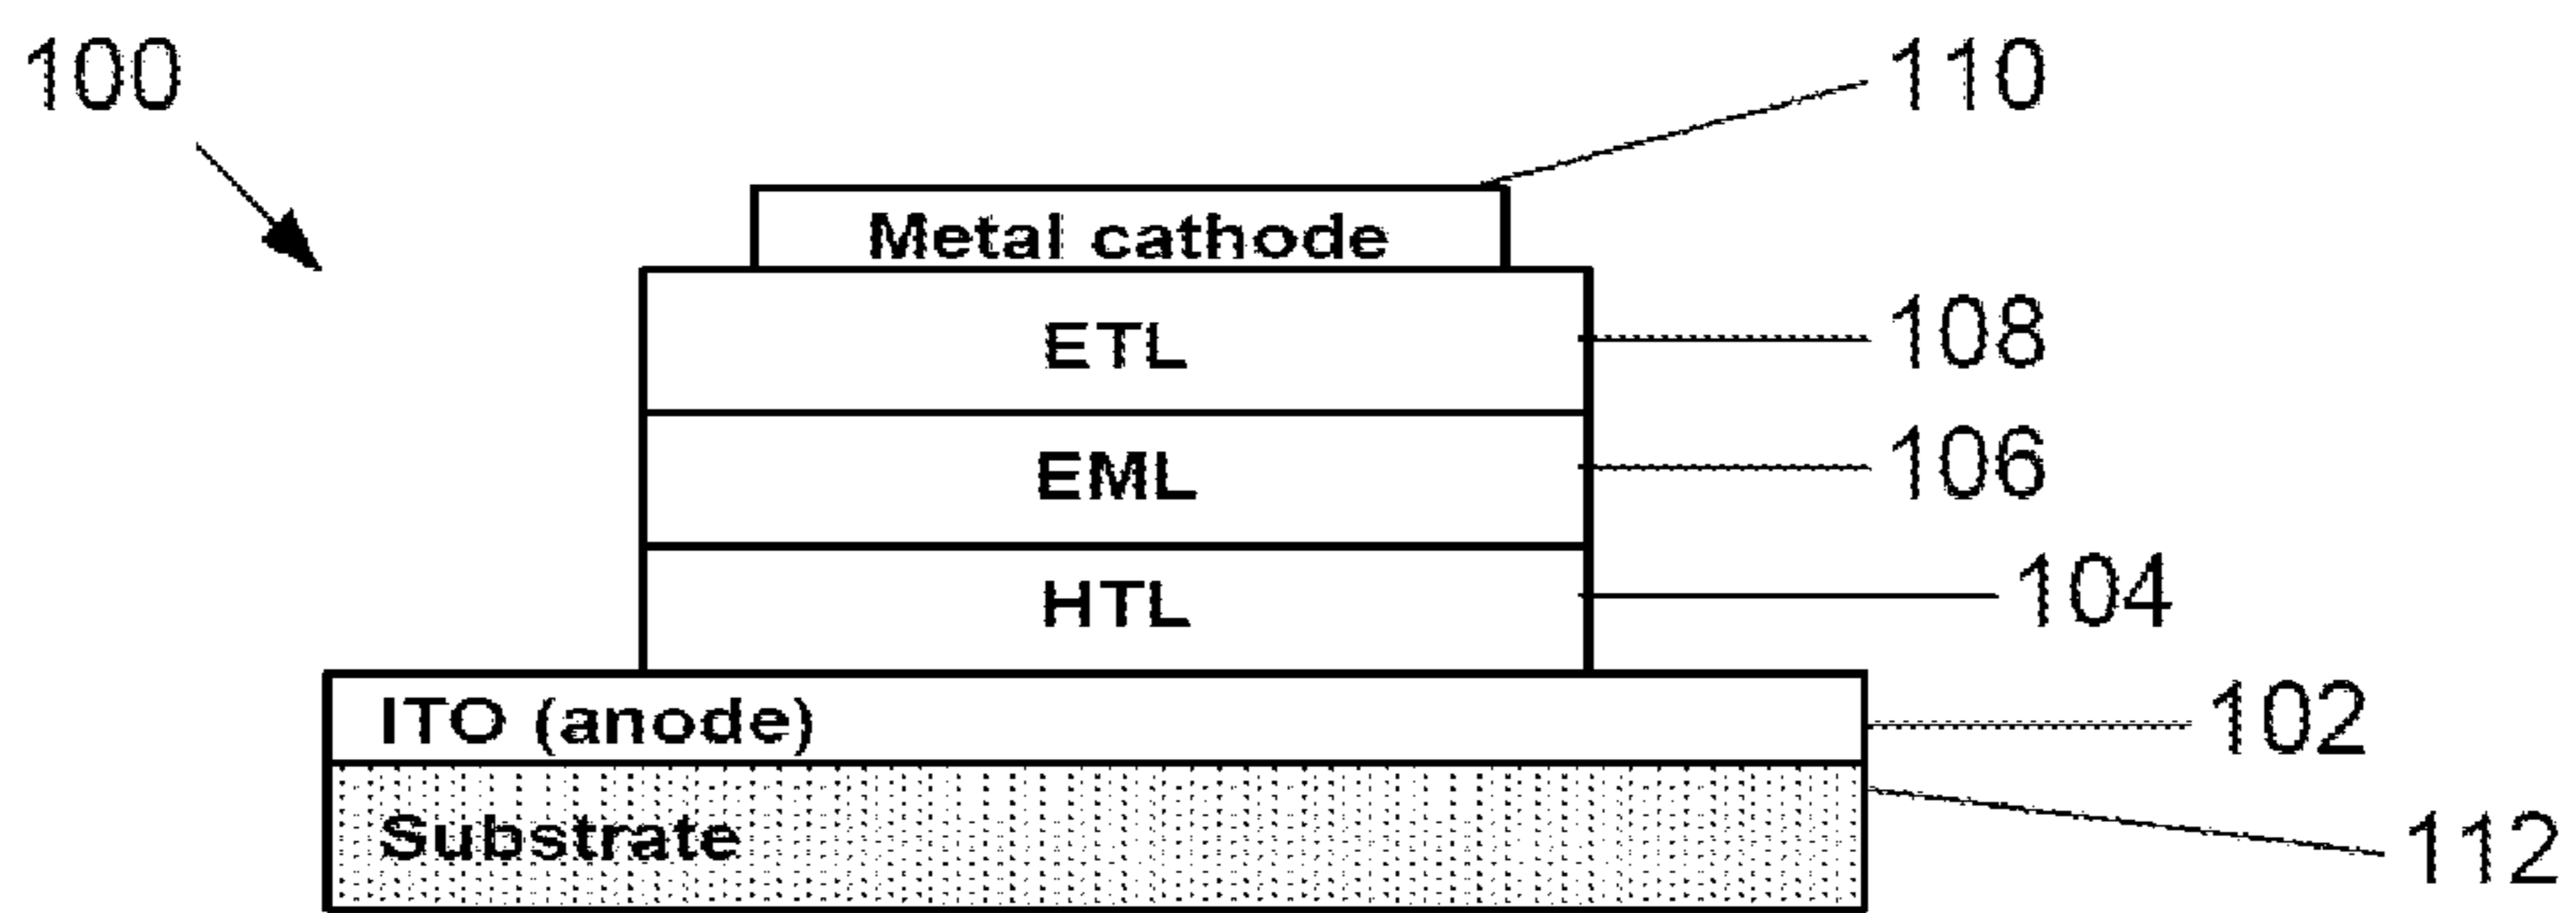 100
110
Metal cathode
ETL
108
EML
106
HTL
104
ITO (anode)
102
Substrate
112